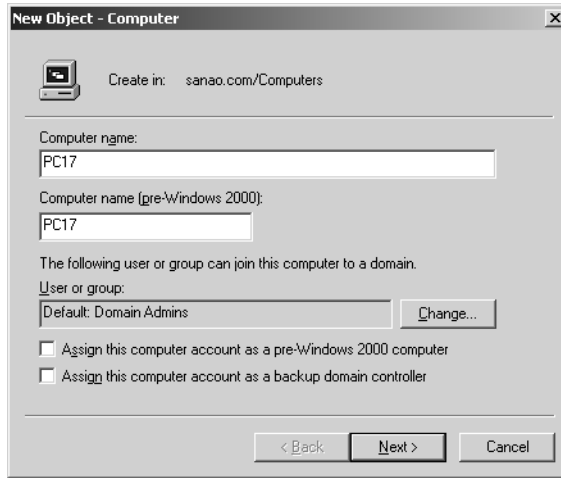 New Object - Computer
Create in: sanao.com/Computers
Computer name:
PC17
Computer name (pre-Windows 2000):
PC17
The following user or group can join this computer to a domain.
User or group:
Default: Domain Admins
Change...
Assign this computer account as a pre-Windows 2000 computer
Assign this computer account as a backup domain controller
< Back Next > Cancel